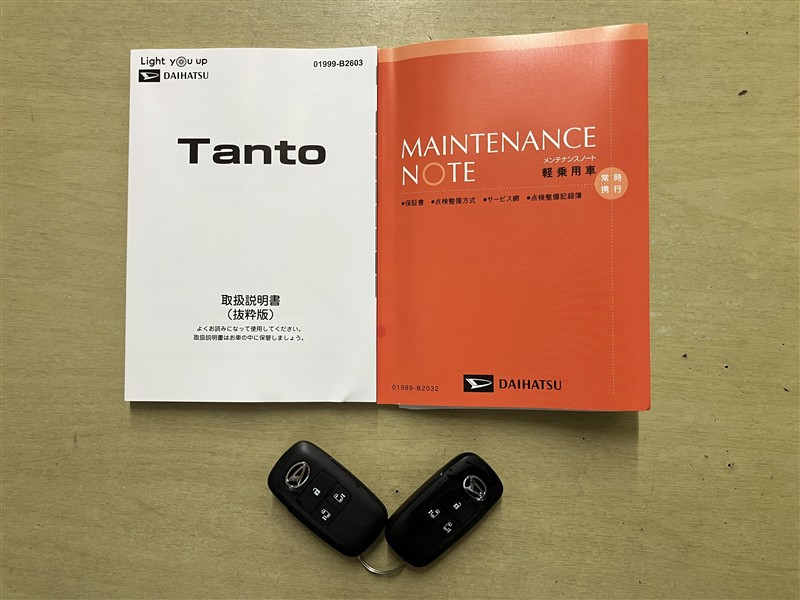 Light you up
DAIHATSU
01999-B2603
Tanto
取扱説明書
(抜粋版)
よくお読みになって使用してください。
取扱説明書はお車の中に保管しましょう。
MAINTENANCE
NOTE
メンテナンスノート
軽乗用車
常時
携行
●保証書 ●点検整備方式 ●サービス網 ●点検整備記録簿
01989-B2032
DAIHATSU